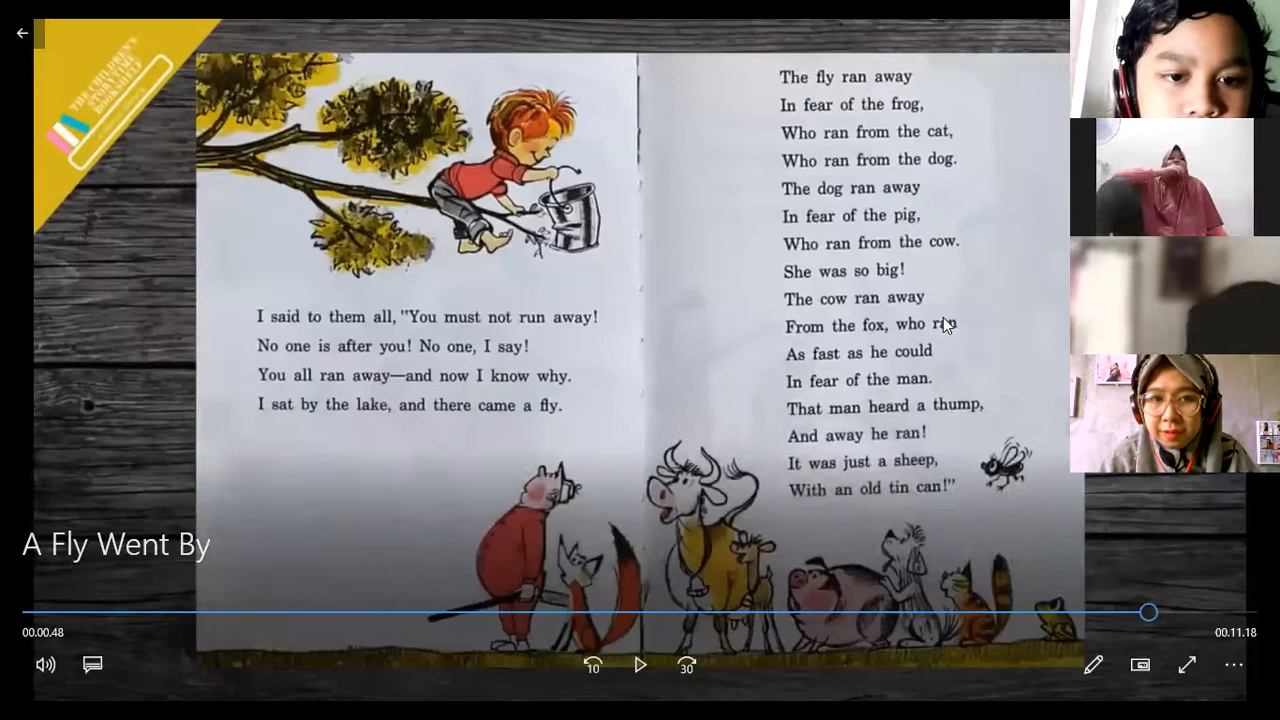 THE CHILDREN'S
STORY TIME
BOOKSHELF
I said to them all, "You must not run away!
No one is after you! No one, I say!
You all ran away—and now I know why.
I sat by the lake, and there came a fly.
The fly ran away
In fear of the frog,
Who ran from the cat,
Who ran from the dog.
The dog ran away
In fear of the pig,
Who ran from the cow.
She was so big!
The cow ran away
From the fox, who ran
As fast as he could
In fear of the man.
That man heard a thump,
And away he ran!
It was just a sheep,
With an old tin can!"
A Fly Went By
00.00.48
00.11.18
10
30